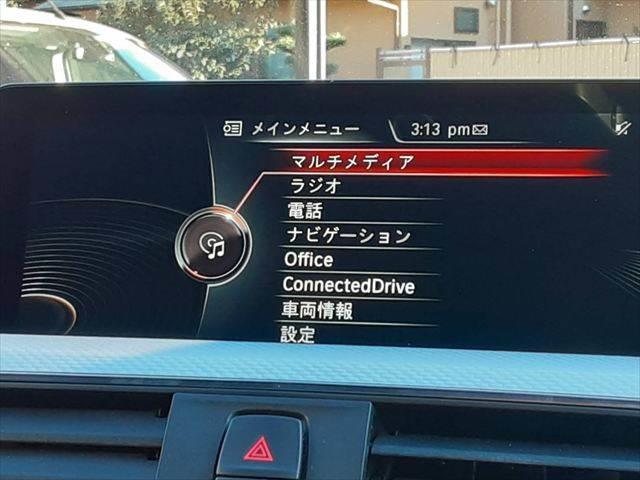 メインメニュー 3:13 pm
マルチメディア
ラジオ
電話
ナビゲーション
Office
ConnectedDrive
車両情報
設定